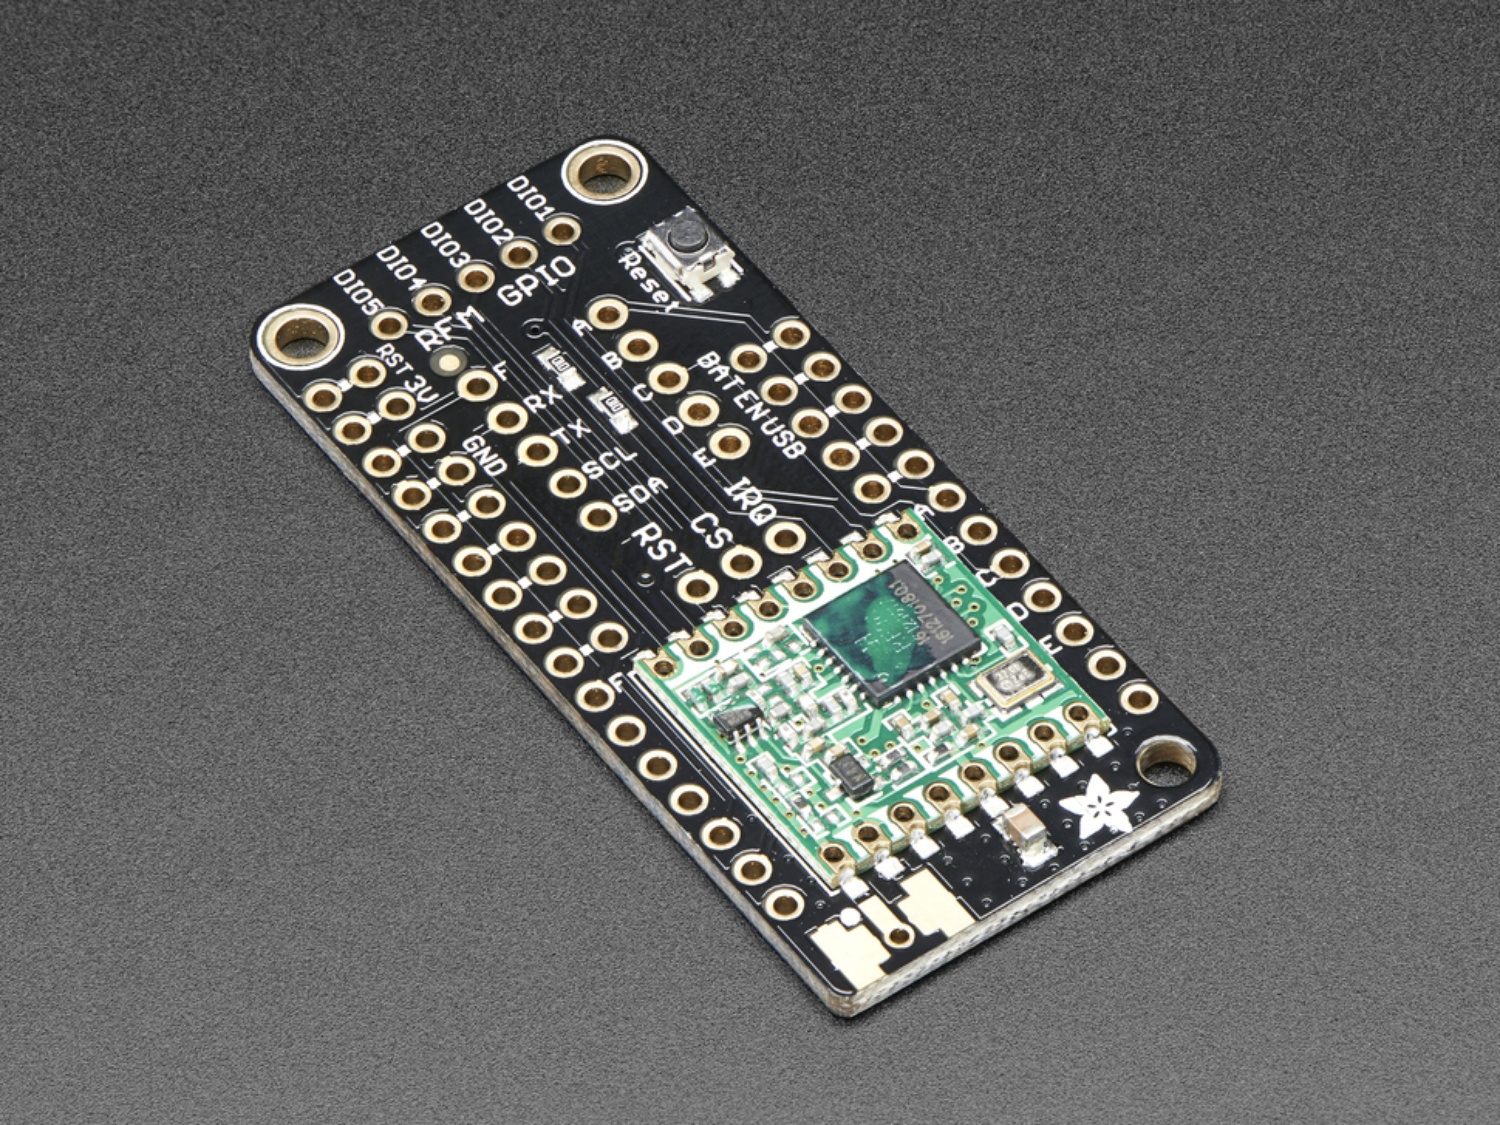 DIO1
DIO2
DIO3
DIO4
DIO5
GPIO
RFM
Reset
RST
3V
GND
F
RX
TX
SCL
SDA
A
B
C
D
E
BAT
EN
USB
IRQ
CS
RST
A
B
C
D
E
F